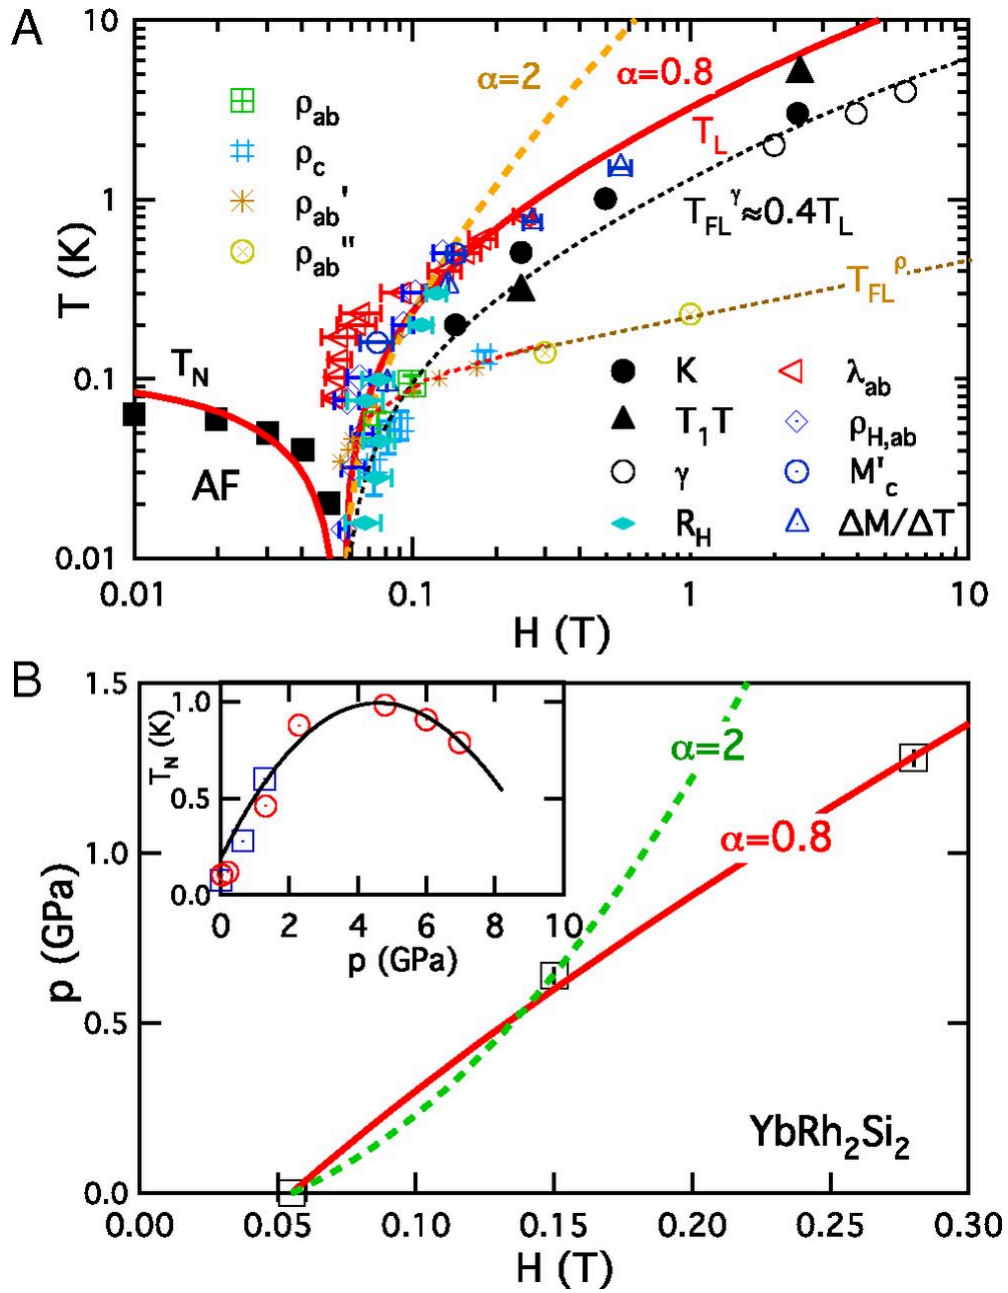 A
10
α=2
α=0.8
ρab
ρc
TL
ρab'
TFLγ≈0.4TL
ρab''
1
T (K)
TFLρ
TN
0.1
K
λab
T1T
ρH,ab
AF
γ
M'c
RH
ΔM/ΔT
0.01
0.01
0.1
1
10
H (T)
B
1.5
1.0
TN (K)
α=2
0.5
α=0.8
1.0
0.0
0
2
4
6
8
10
p (GPa)
p (GPa)
0.5
YbRh2Si2
0.0
0.00
0.05
0.10
0.15
0.20
0.25
0.30
H (T)